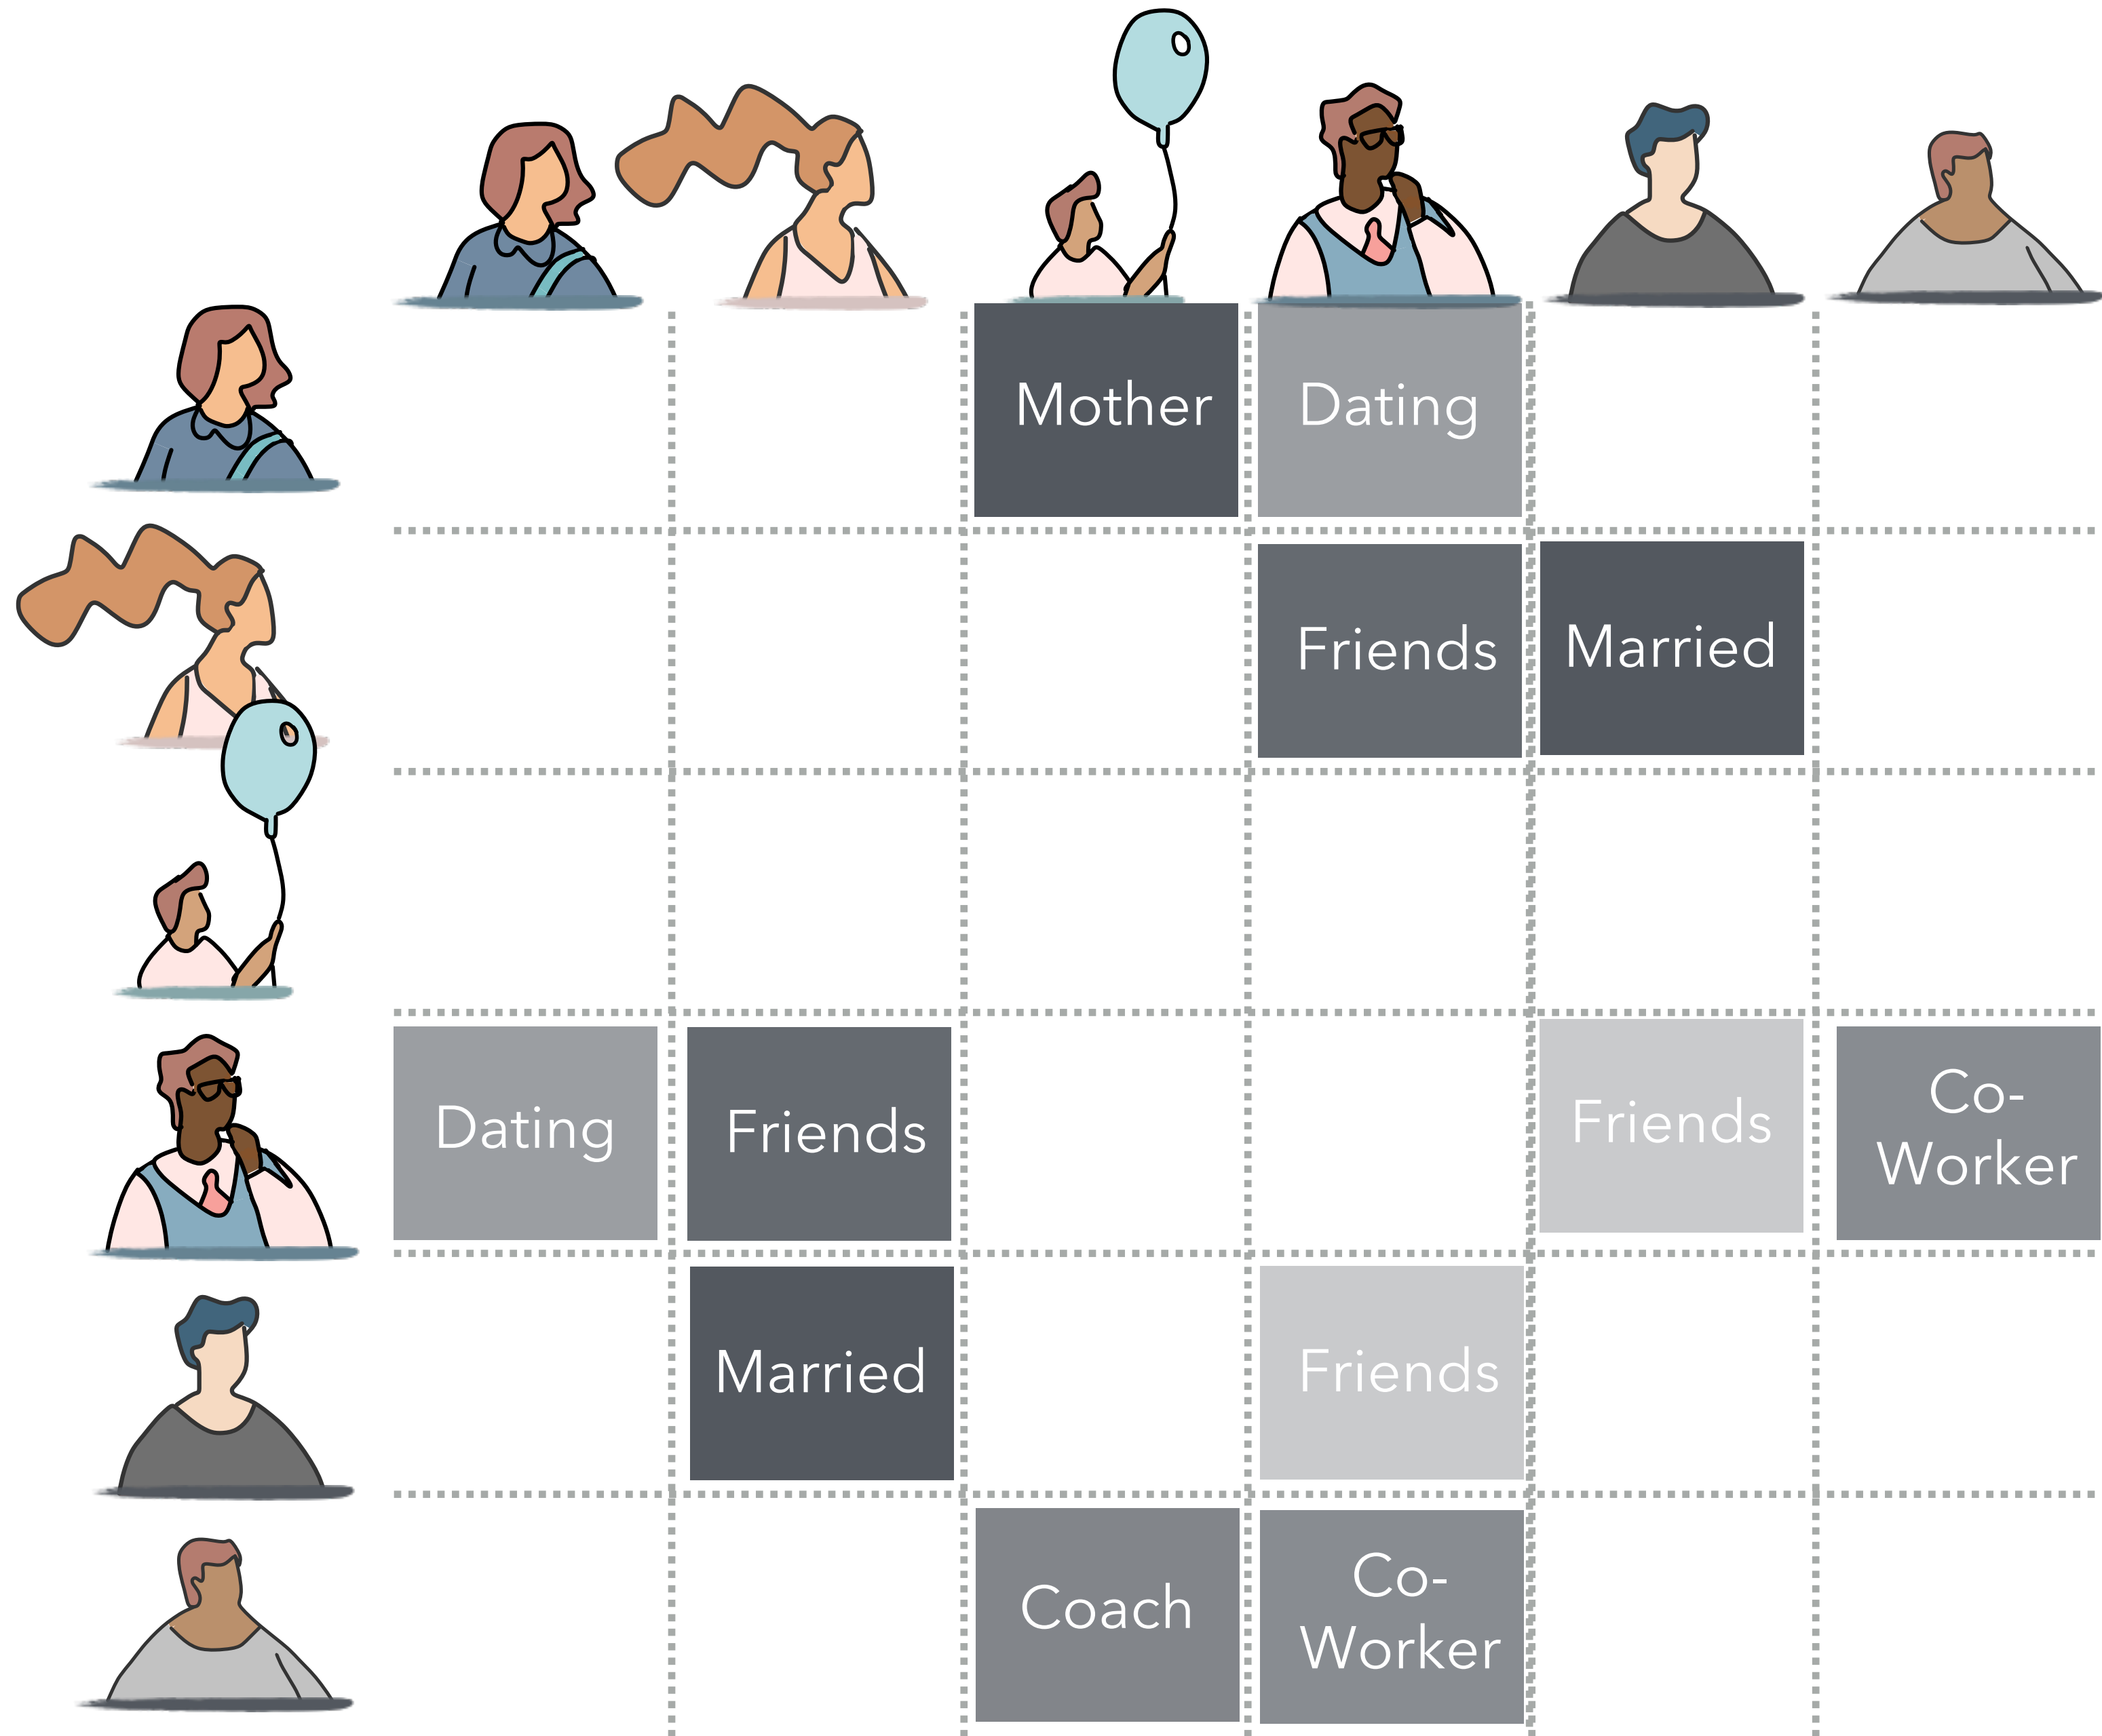 Mother
Dating
Friends
Married
Dating
Friends
Friends
Co-
Worker
Married
Friends
Coach
Co-
Worker